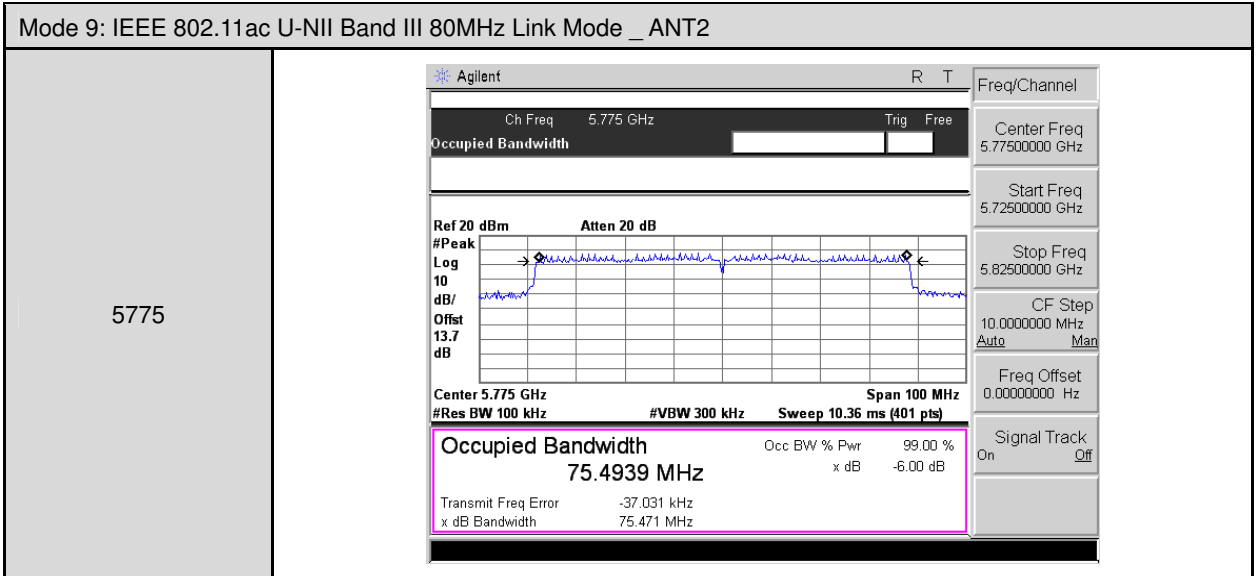 Mode 9: IEEE 802.11ac U-NII Band III 80MHz Link Mode _ ANT2
5775
Agilent R T
Ch Freq 5.775 GHz Trig Free
Occupied Bandwidth
Ref 20 dBm Atten 20 dB
#Peak
Log
10
dB/
Offst
13.7
dB
Center 5.775 GHz Span 100 MHz
#Res BW 100 kHz #VBW 300 kHz Sweep 10.36 ms (401 pts)
Occupied Bandwidth Occ BW % Pwr 99.00 %
75.4939 MHz x dB -6.00 dB
Transmit Freq Error -37.031 kHz
x dB Bandwidth 75.471 MHz
Freq/Channel
Center Freq
5.77500000 GHz
Start Freq
5.72500000 GHz
Stop Freq
5.82500000 GHz
CF Step
10.0000000 MHz
Auto Man
Freq Offset
0.00000000 Hz
Signal Track
On Off